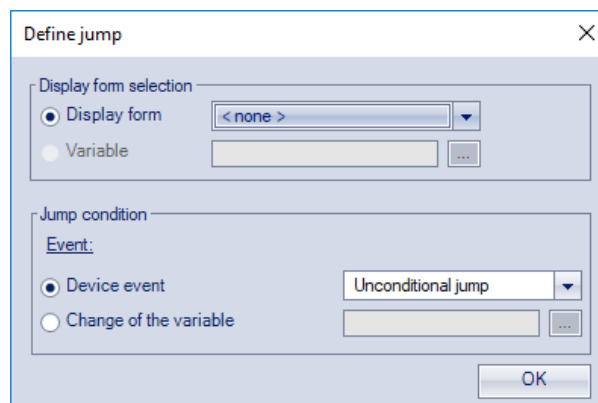 Define jump
Display form selection
Display form < none >
Variable ...
Jump condition
Event:
Device event Unconditional jump
Change of the variable ...
OK